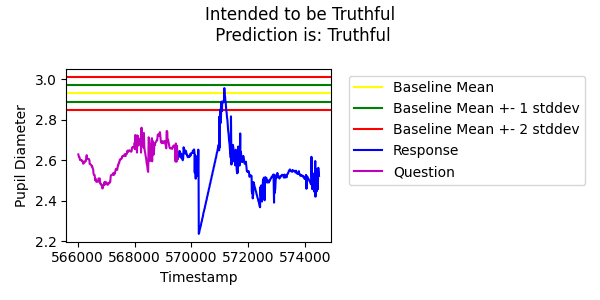 Intended to be Truthful
Prediction is: Truthful
3.0
2.8
2.6
2.4
2.2
Pupil Diameter
566000 568000 570000 572000 574000
Timestamp
Baseline Mean
Baseline Mean +- 1 stddev
Baseline Mean +- 2 stddev
Response
Question